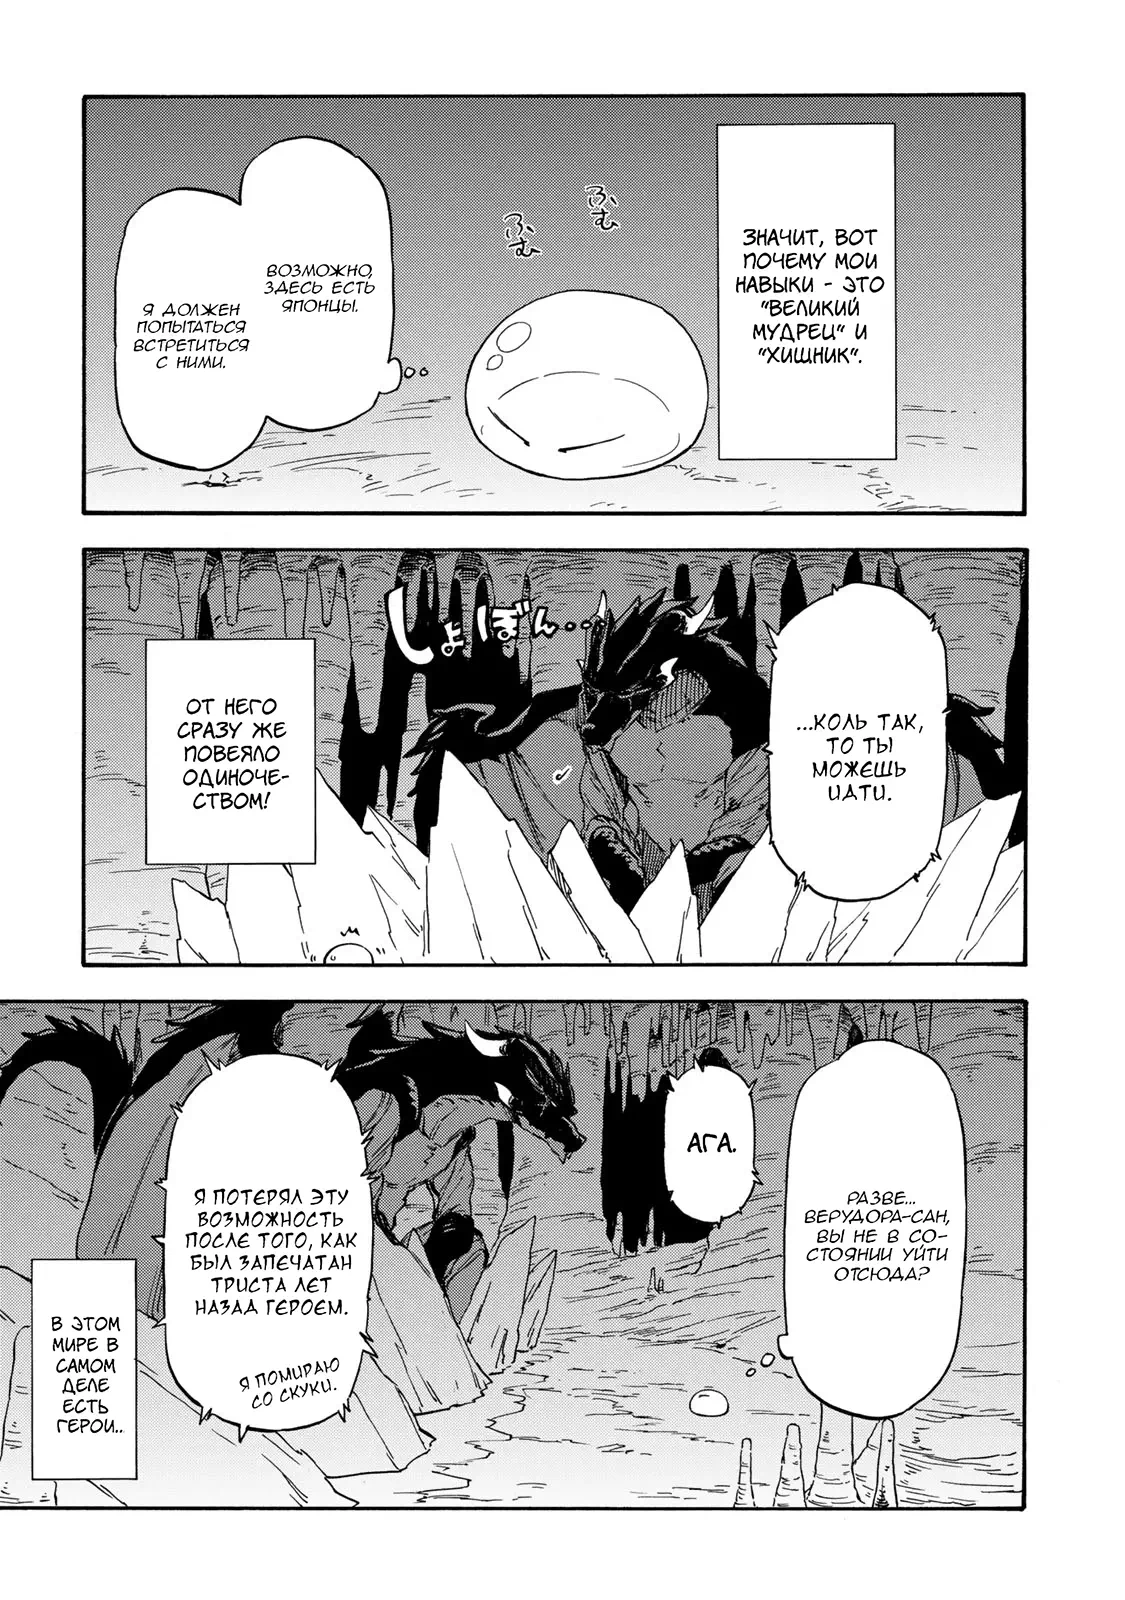 ЗНАЧИТ, ВОТ
ПОЧЕМУ МОИ
НАВЫКИ - ЭТО
"ВЕЛИКИЙ
МУДРЕЦ" И
"ХИЩНИК".
ふむ
ふむ
ВОЗМОЖНО,
ЗДЕСЬ ЕСТЬ
ЯПОНЦЫ.
Я ДОЛЖЕН
ПОПЫТАТЬСЯ
ВСТРЕТИТЬСЯ
С НИМИ.
...КОЛЬ ТАК,
ТО ТЫ
МОЖЕШЬ
ИДТИ.
しょぼん...
ОТ НЕГО
СРАЗУ ЖЕ
ПОВЕЯЛО
ОДИНОЧЕ-
СТВОМ!
РАЗВЕ...
ВЕРУДОРА-САН,
ВЫ НЕ В СО-
СТОЯНИИ УЙТИ
ОТСЮДА?
АГА.
Я ПОТЕРЯЛ ЭТУ
ВОЗМОЖНОСТЬ
ПОСЛЕ ТОГО, КАК
БЫЛ ЗАПЕЧАТАН
ТРИСТА ЛЕТ
НАЗАД ГЕРОЕМ.
Я ПОМИРАЮ
СО СКУКИ.
В ЭТОМ
МИРЕ В
САМОМ
ДЕЛЕ
ЕСТЬ
ГЕРОИ..